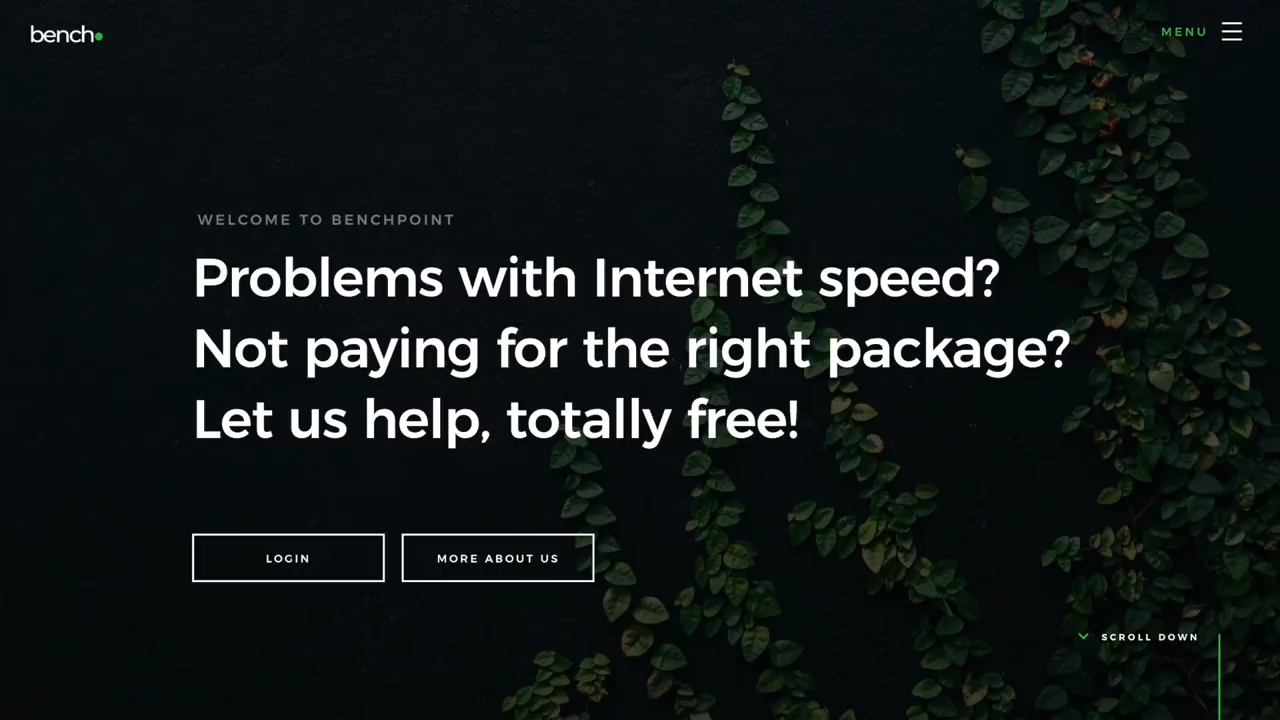 bench
MENU
WELCOME TO BENCHPOINT
Problems with Internet speed?
Not paying for the right package?
Let us help, totally free!
LOGIN
MORE ABOUT US
SCROLL DOWN